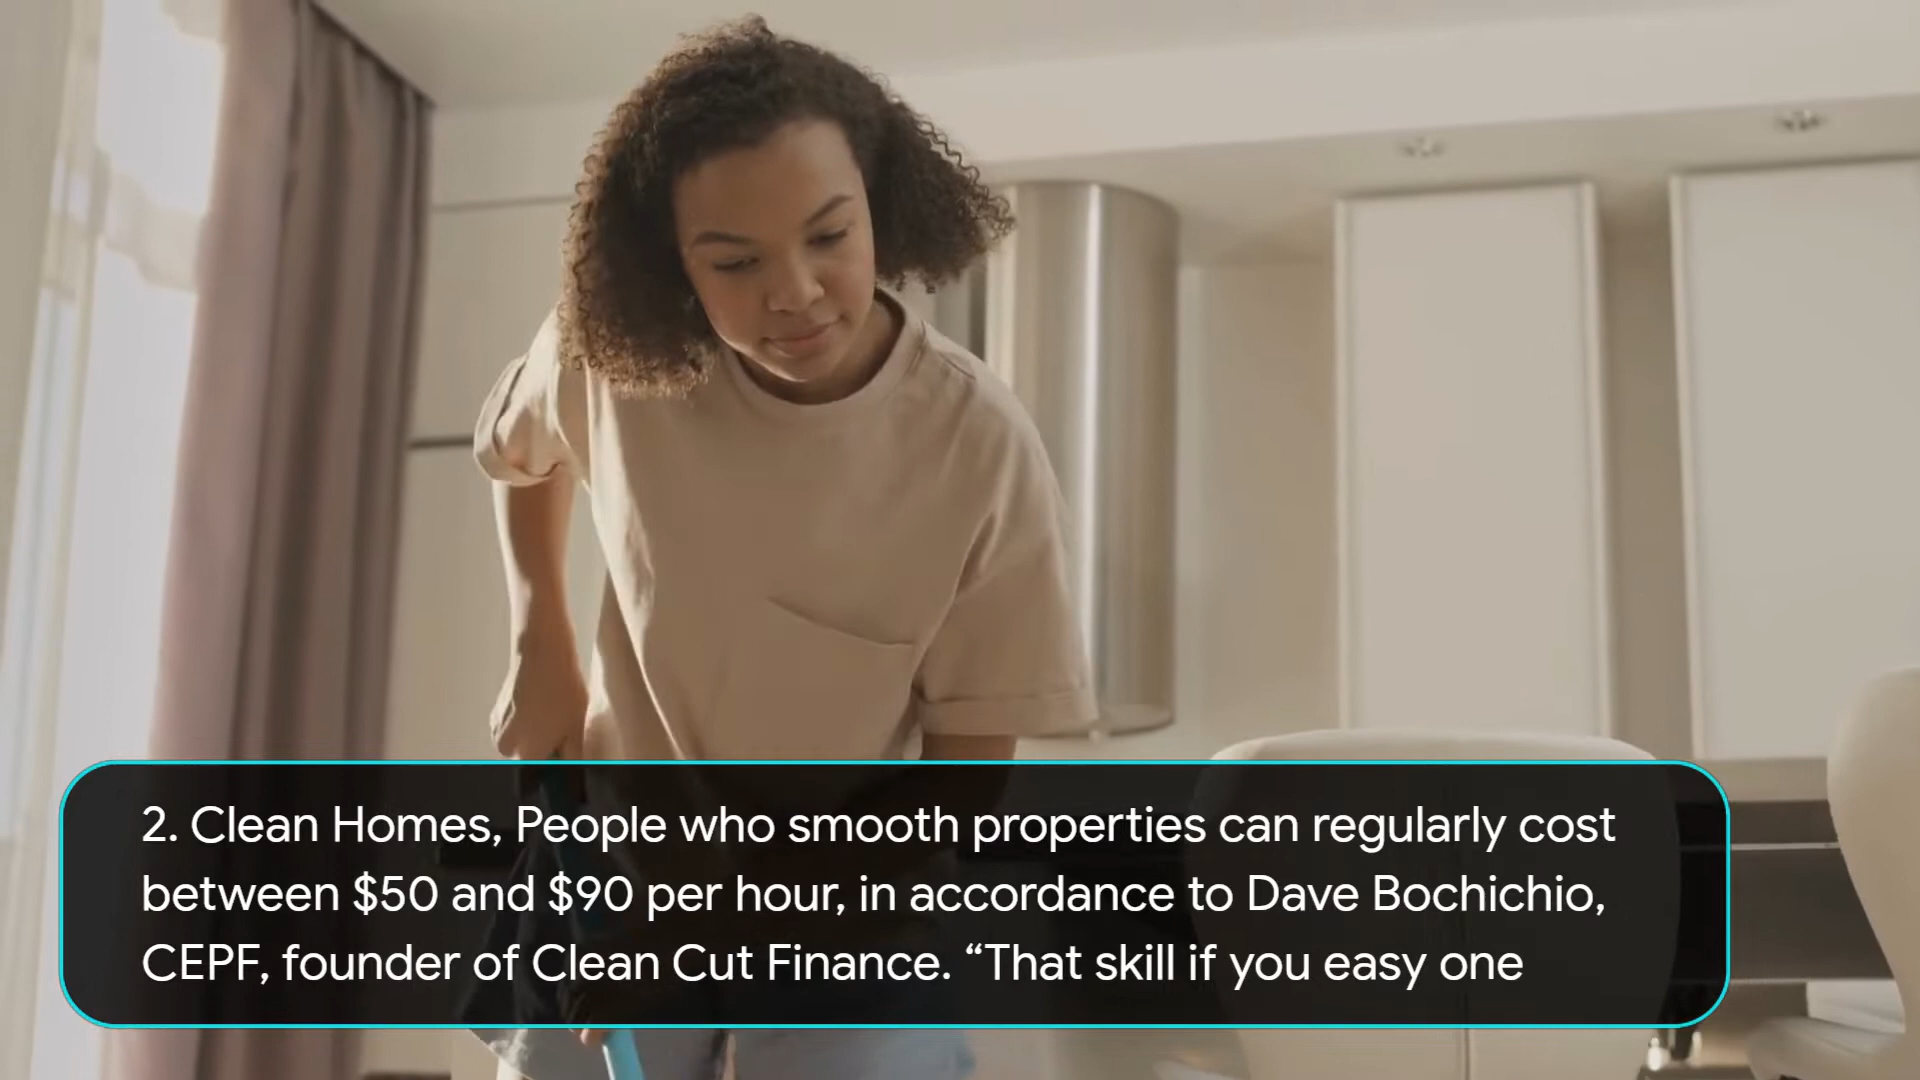 2. Clean Homes, People who smooth properties can regularly cost
between $50 and $90 per hour, in accordance to Dave Bochichio,
CEPF, founder of Clean Cut Finance. “That skill if you easy one